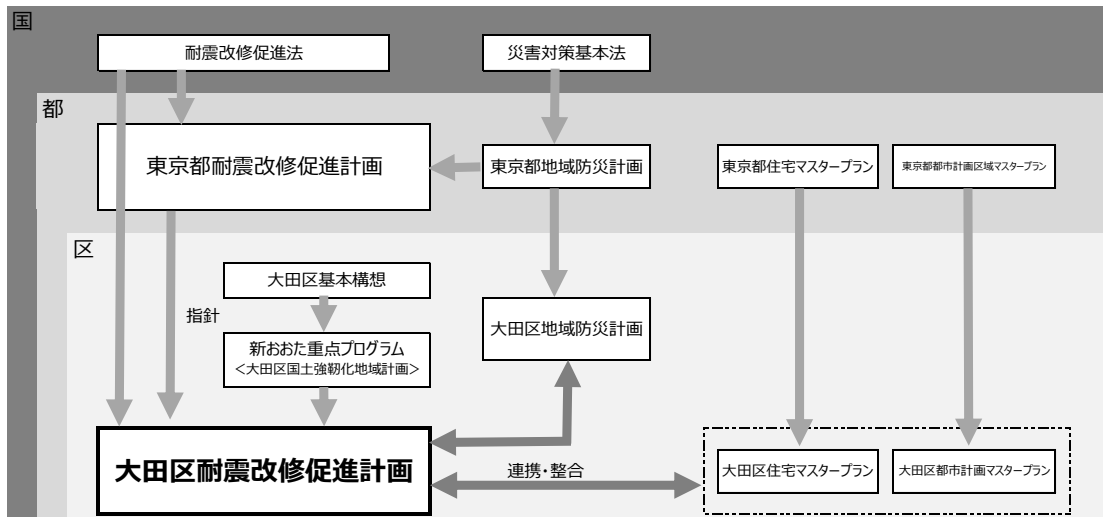 国
耐震改修促進法
災害対策基本法
都
東京都耐震改修促進計画
東京都地域防災計画
東京都住宅マスタープラン
東京都都市計画区域マスタープラン
区
大田区基本構想
指針
新おおた重点プログラム
＜大田区国土強靭化地域計画＞
大田区地域防災計画
大田区耐震改修促進計画
連携・整合
大田区住宅マスタープラン
大田区都市計画マスタープラン